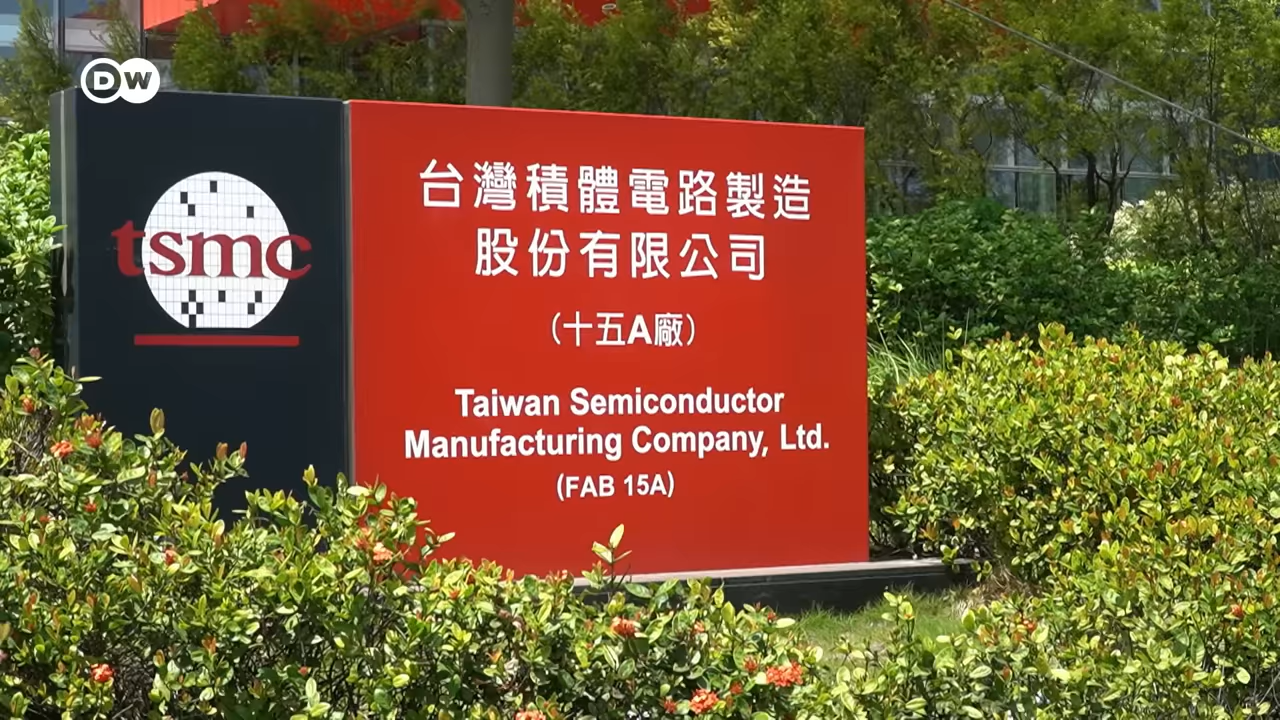 DW
tsmc
台灣積體電路製造
股份有限公司
(十五A廠)
Taiwan Semiconductor
Manufacturing Company, Ltd.
(FAB 15A)